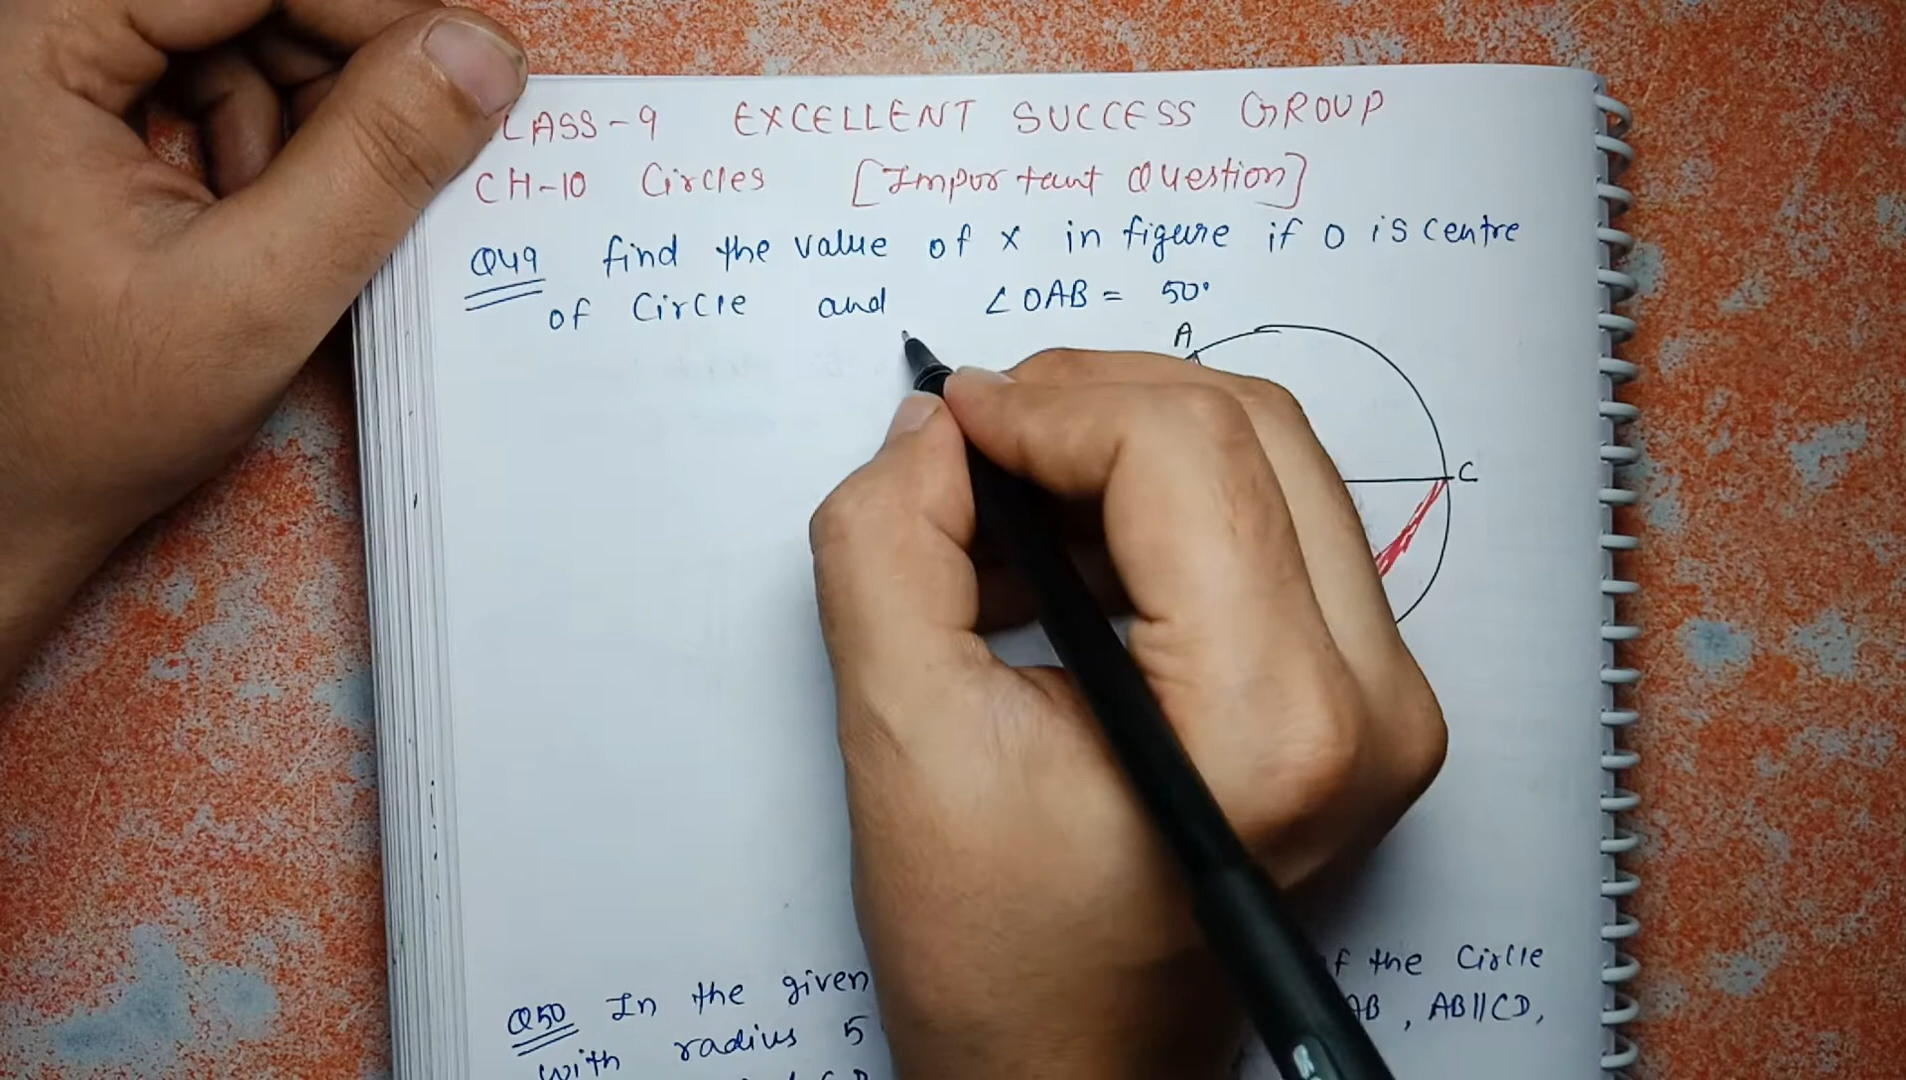 LASS-9 EXCELLENT SUCCESS GROUP
CH-10 Circles [Important Question]
Q49 find the value of x in figure if O is centre
of Circle and ∠OAB = 50°
A
C
Q50 In the given f the Circle
with radius 5 AB, AB||CD,